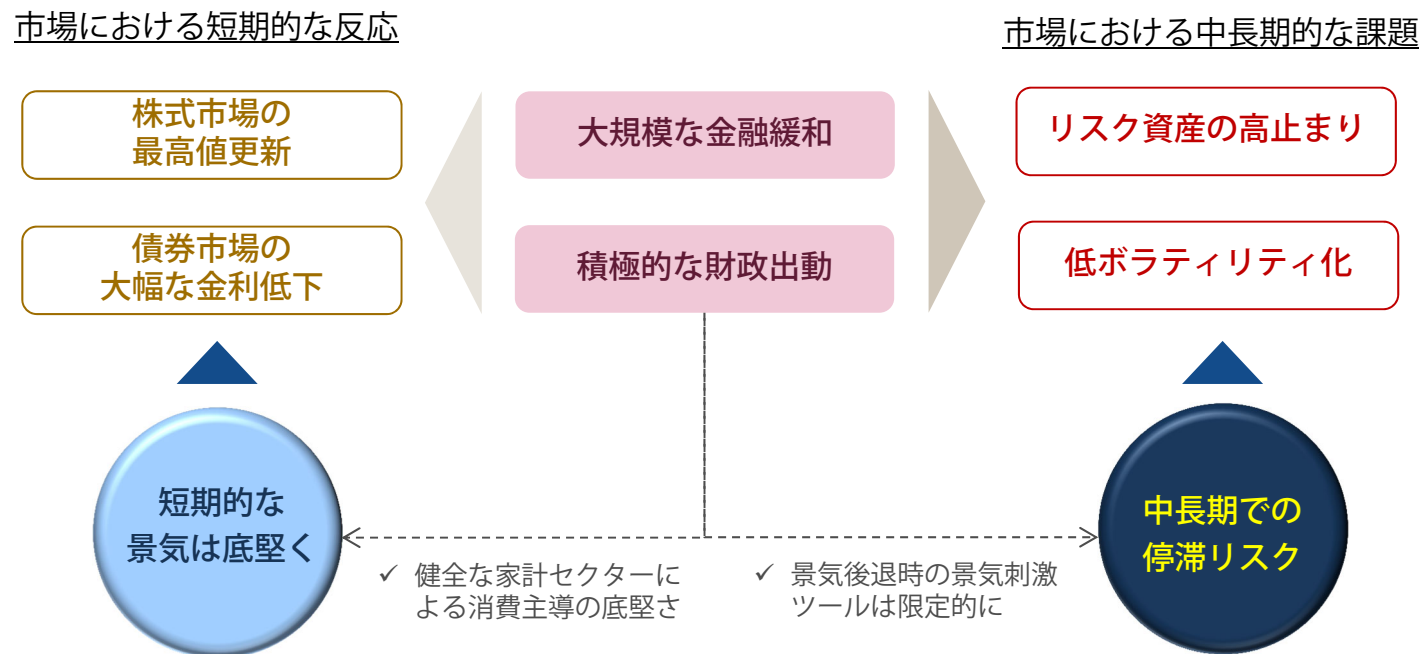 市場における短期的な反応
市場における中長期的な課題
株式市場の
最高値更新
大規模な金融緩和
リスク資産の高止まり
債券市場の
大幅な金利低下
積極的な財政出動
低ボラティリティ化
短期的な
景気は底堅く
中長期での
停滞リスク
✓ 健全な家計セクターに
よる消費主導の底堅さ
✓ 景気後退時の景気刺激
ツールは限定的に